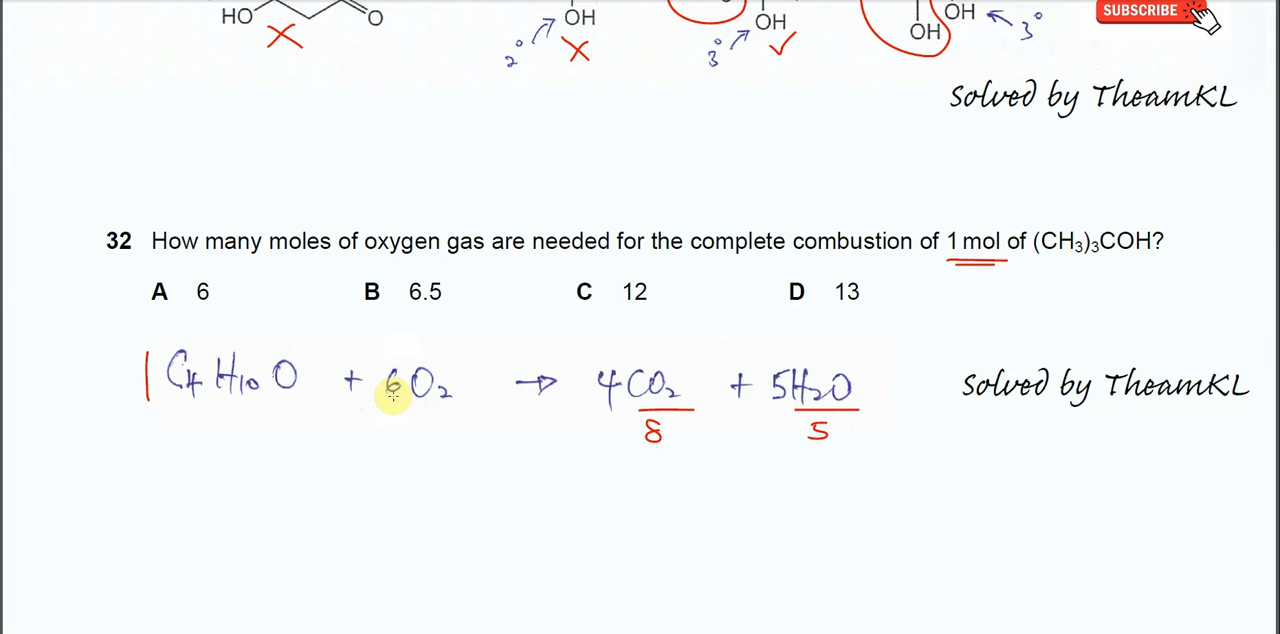 HO O
OH
OH
OH
OH
SUBSCRIBE
2° 3° 3°
Solved by TheamKL
32 How many moles of oxygen gas are needed for the complete combustion of 1 mol of (CH₃)₃COH?
A 6 B 6.5 C 12 D 13
1 C₄H₁₀O + 6O₂ → 4CO₂ + 5H₂O
Solved by TheamKL
8 5